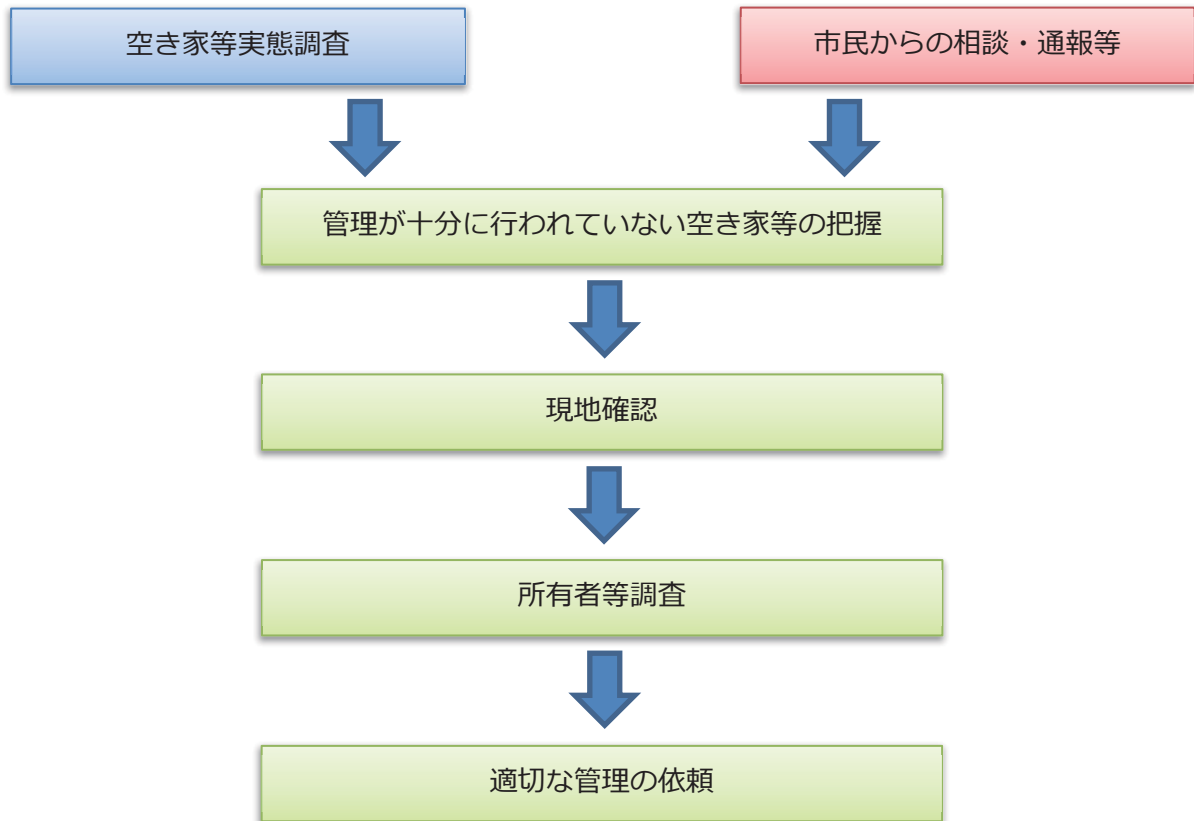 空き家等実態調査
市民からの相談・通報等
管理が十分に行われていない空き家等の把握
現地確認
所有者等調査
適切な管理の依頼